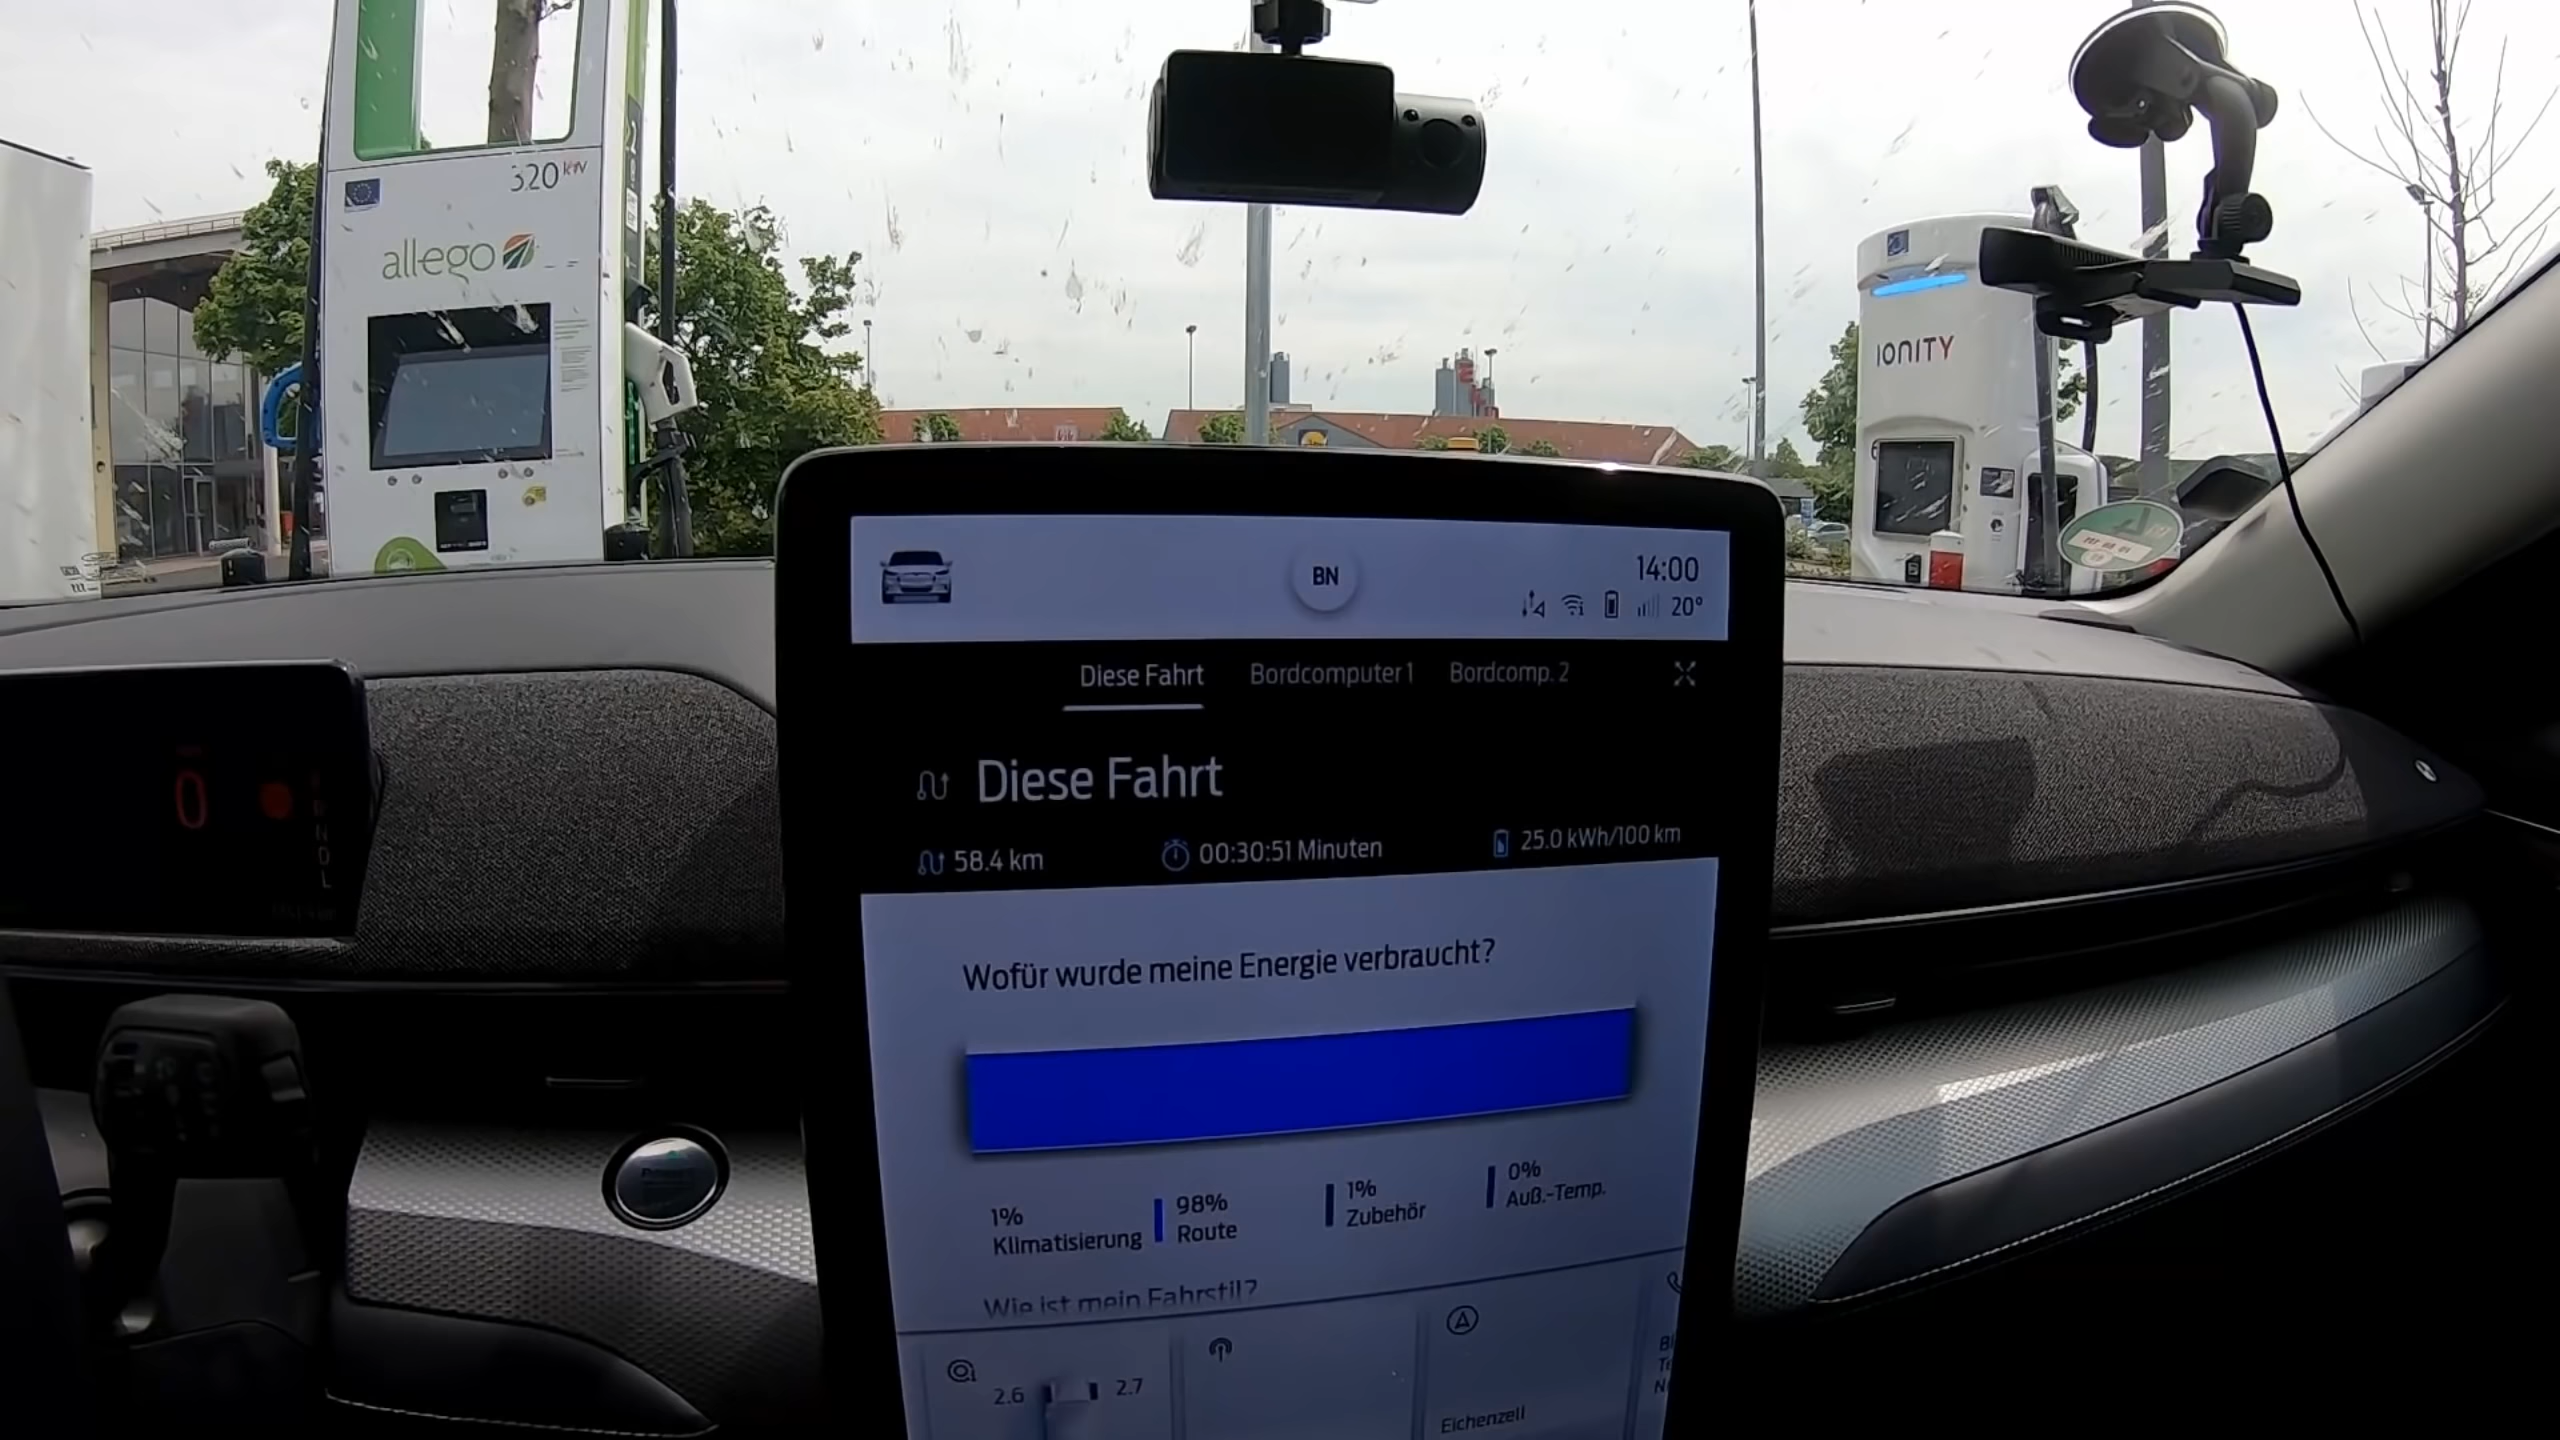 320 kW
allego
IONITY
BN
14:00
20°
Diese Fahrt
Bordcomputer 1
Bordcomp. 2
Diese Fahrt
58.4 km
00:30:51 Minuten
25.0 kWh/100 km
0
Wofür wurde meine Energie verbraucht?
1%
Klimatisierung
98%
Route
1%
Zubehör
0%
Auß.-Temp.
Wie ist mein Fahrstil?
2.6
2.7
Eichenzell